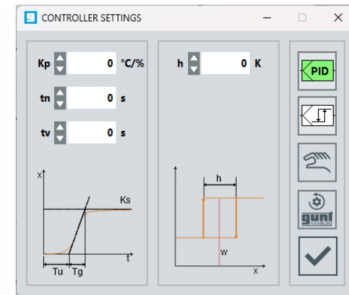 CONTROLLER SETTINGS
Kp 0 °C/%
tn 0 s
tv 0 s
x
Ks
Tu Tg t
h 0 K
h
w
x
PID
gunt